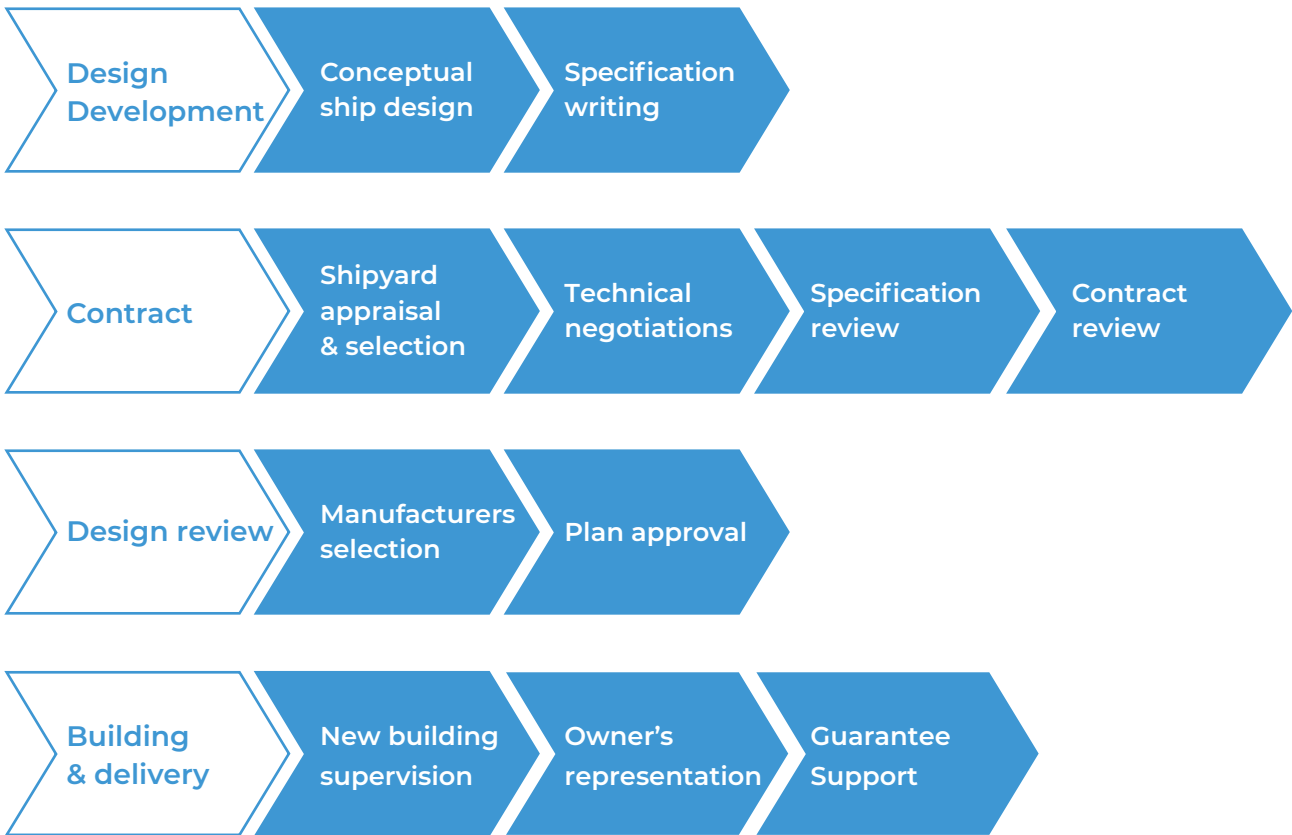 Design
Development
Conceptual
ship design
Specification
writing
Contract
Shipyard
appraisal
& selection
Technical
negotiations
Specification
review
Contract
review
Design review
Manufacturers
selection
Plan approval
Building
& delivery
New building
supervision
Owner’s
representation
Guarantee
Support